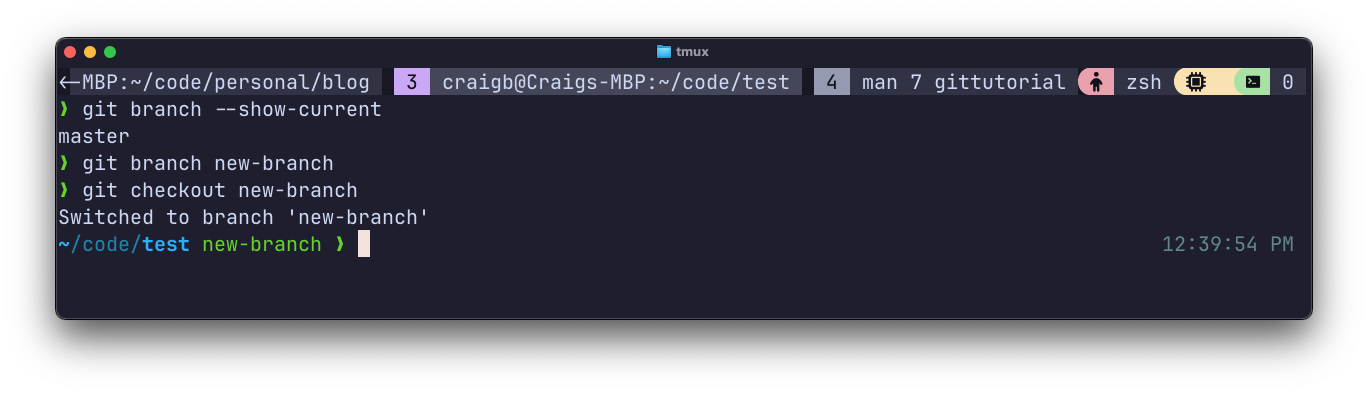 tmux
←-MBP:~/code/personal/blog 3 craigb@Craigs-MBP:~/code/test 4 man 7 gittutorial zsh 0
❯ git branch --show-current
master
❯ git branch new-branch
❯ git checkout new-branch
Switched to branch 'new-branch'
~/code/test new-branch ❯ 12:39:54 PM